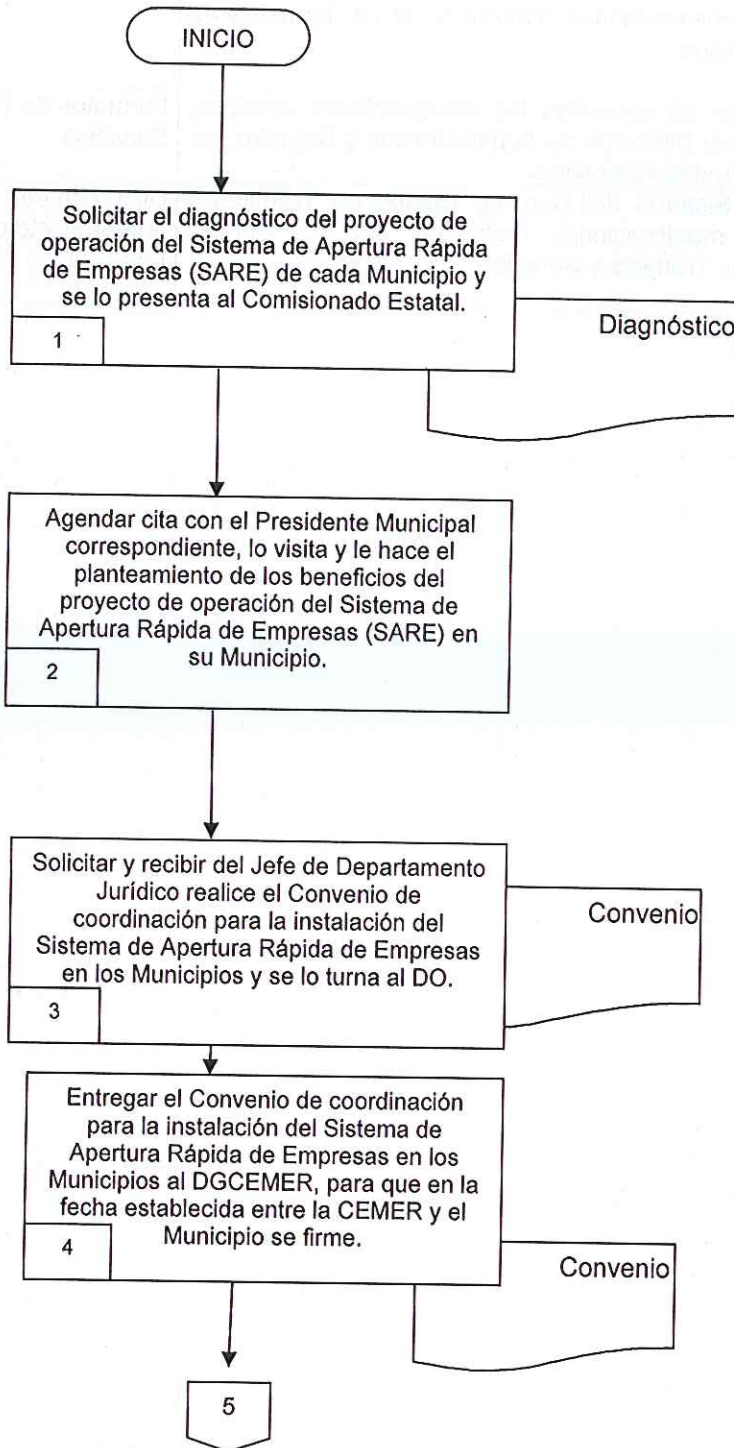 INICIO
Solicitar el diagnóstico del proyecto de
operación del Sistema de Apertura Rápida
de Empresas (SARE) de cada Municipio y
se lo presenta al Comisionado Estatal.
1
Diagnóstico
Agendar cita con el Presidente Municipal
correspondiente, lo visita y le hace el
planteamiento de los beneficios del
proyecto de operación del Sistema de
Apertura Rápida de Empresas (SARE) en
su Municipio.
2
Solicitar y recibir del Jefe de Departamento
Jurídico realice el Convenio de
coordinación para la instalación del
Sistema de Apertura Rápida de Empresas
en los Municipios y se lo turna al DO.
3
Convenio
Entregar el Convenio de coordinación
para la instalación del Sistema de
Apertura Rápida de Empresas en los
Municipios al DGCEMER, para que en la
fecha establecida entre la CEMER y el
Municipio se firme.
4
Convenio
5